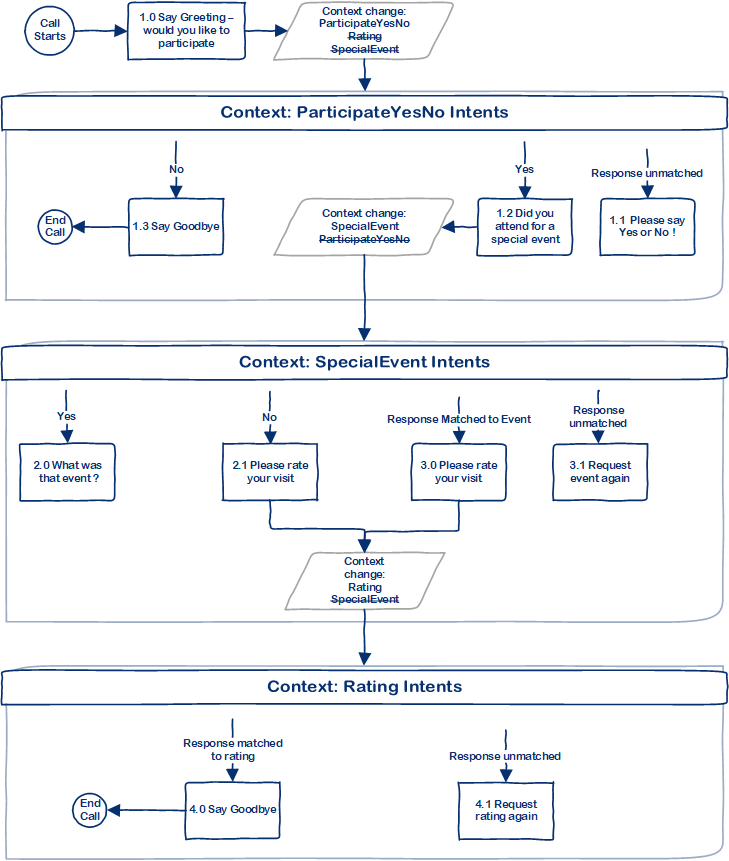 Call
Starts
1.0 Say Greeting –
would you like to
participate
Context change:
ParticipateYesNo
Rating
SpecialEvent
Context: ParticipateYesNo Intents
No
Yes
Response unmatched
End
Call
1.3 Say Goodbye
Context change:
SpecialEvent
ParticipateYesNo
1.2 Did you
attend for a
special event
1.1 Please say
Yes or No !
Context: SpecialEvent Intents
Yes
No
Response Matched to Event
Response
unmatched
2.0 What was
that event ?
2.1 Please rate
your visit
3.0 Please rate
your visit
3.1 Request
event again
Context
change:
Rating
SpecialEvent
Context: Rating Intents
Response matched
to rating
Response unmatched
End
Call
4.0 Say Goodbye
4.1 Request
rating again